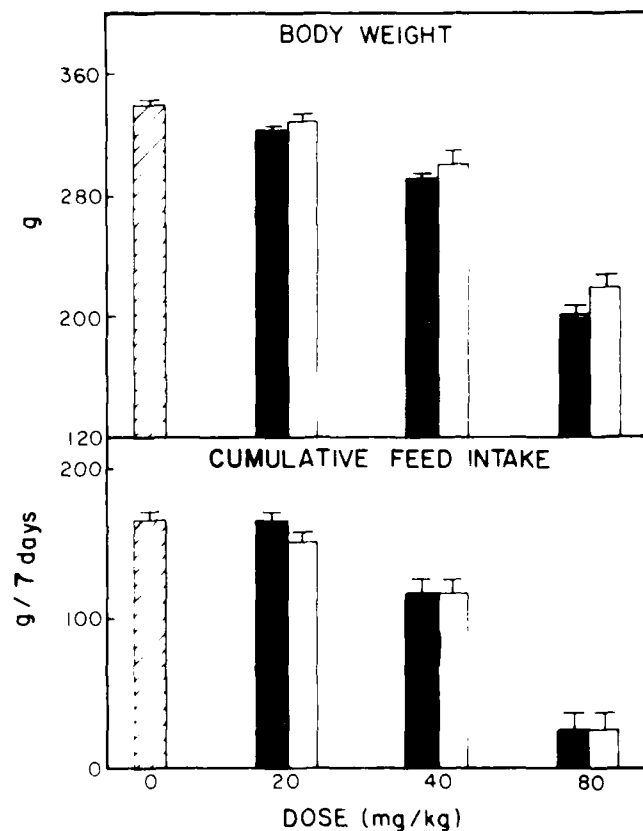 BODY WEIGHT
360
280
200
120
g
CUMULATIVE FEED INTAKE
200
100
0
g/7 days
0 20 40 80
DOSE (mg/kg)